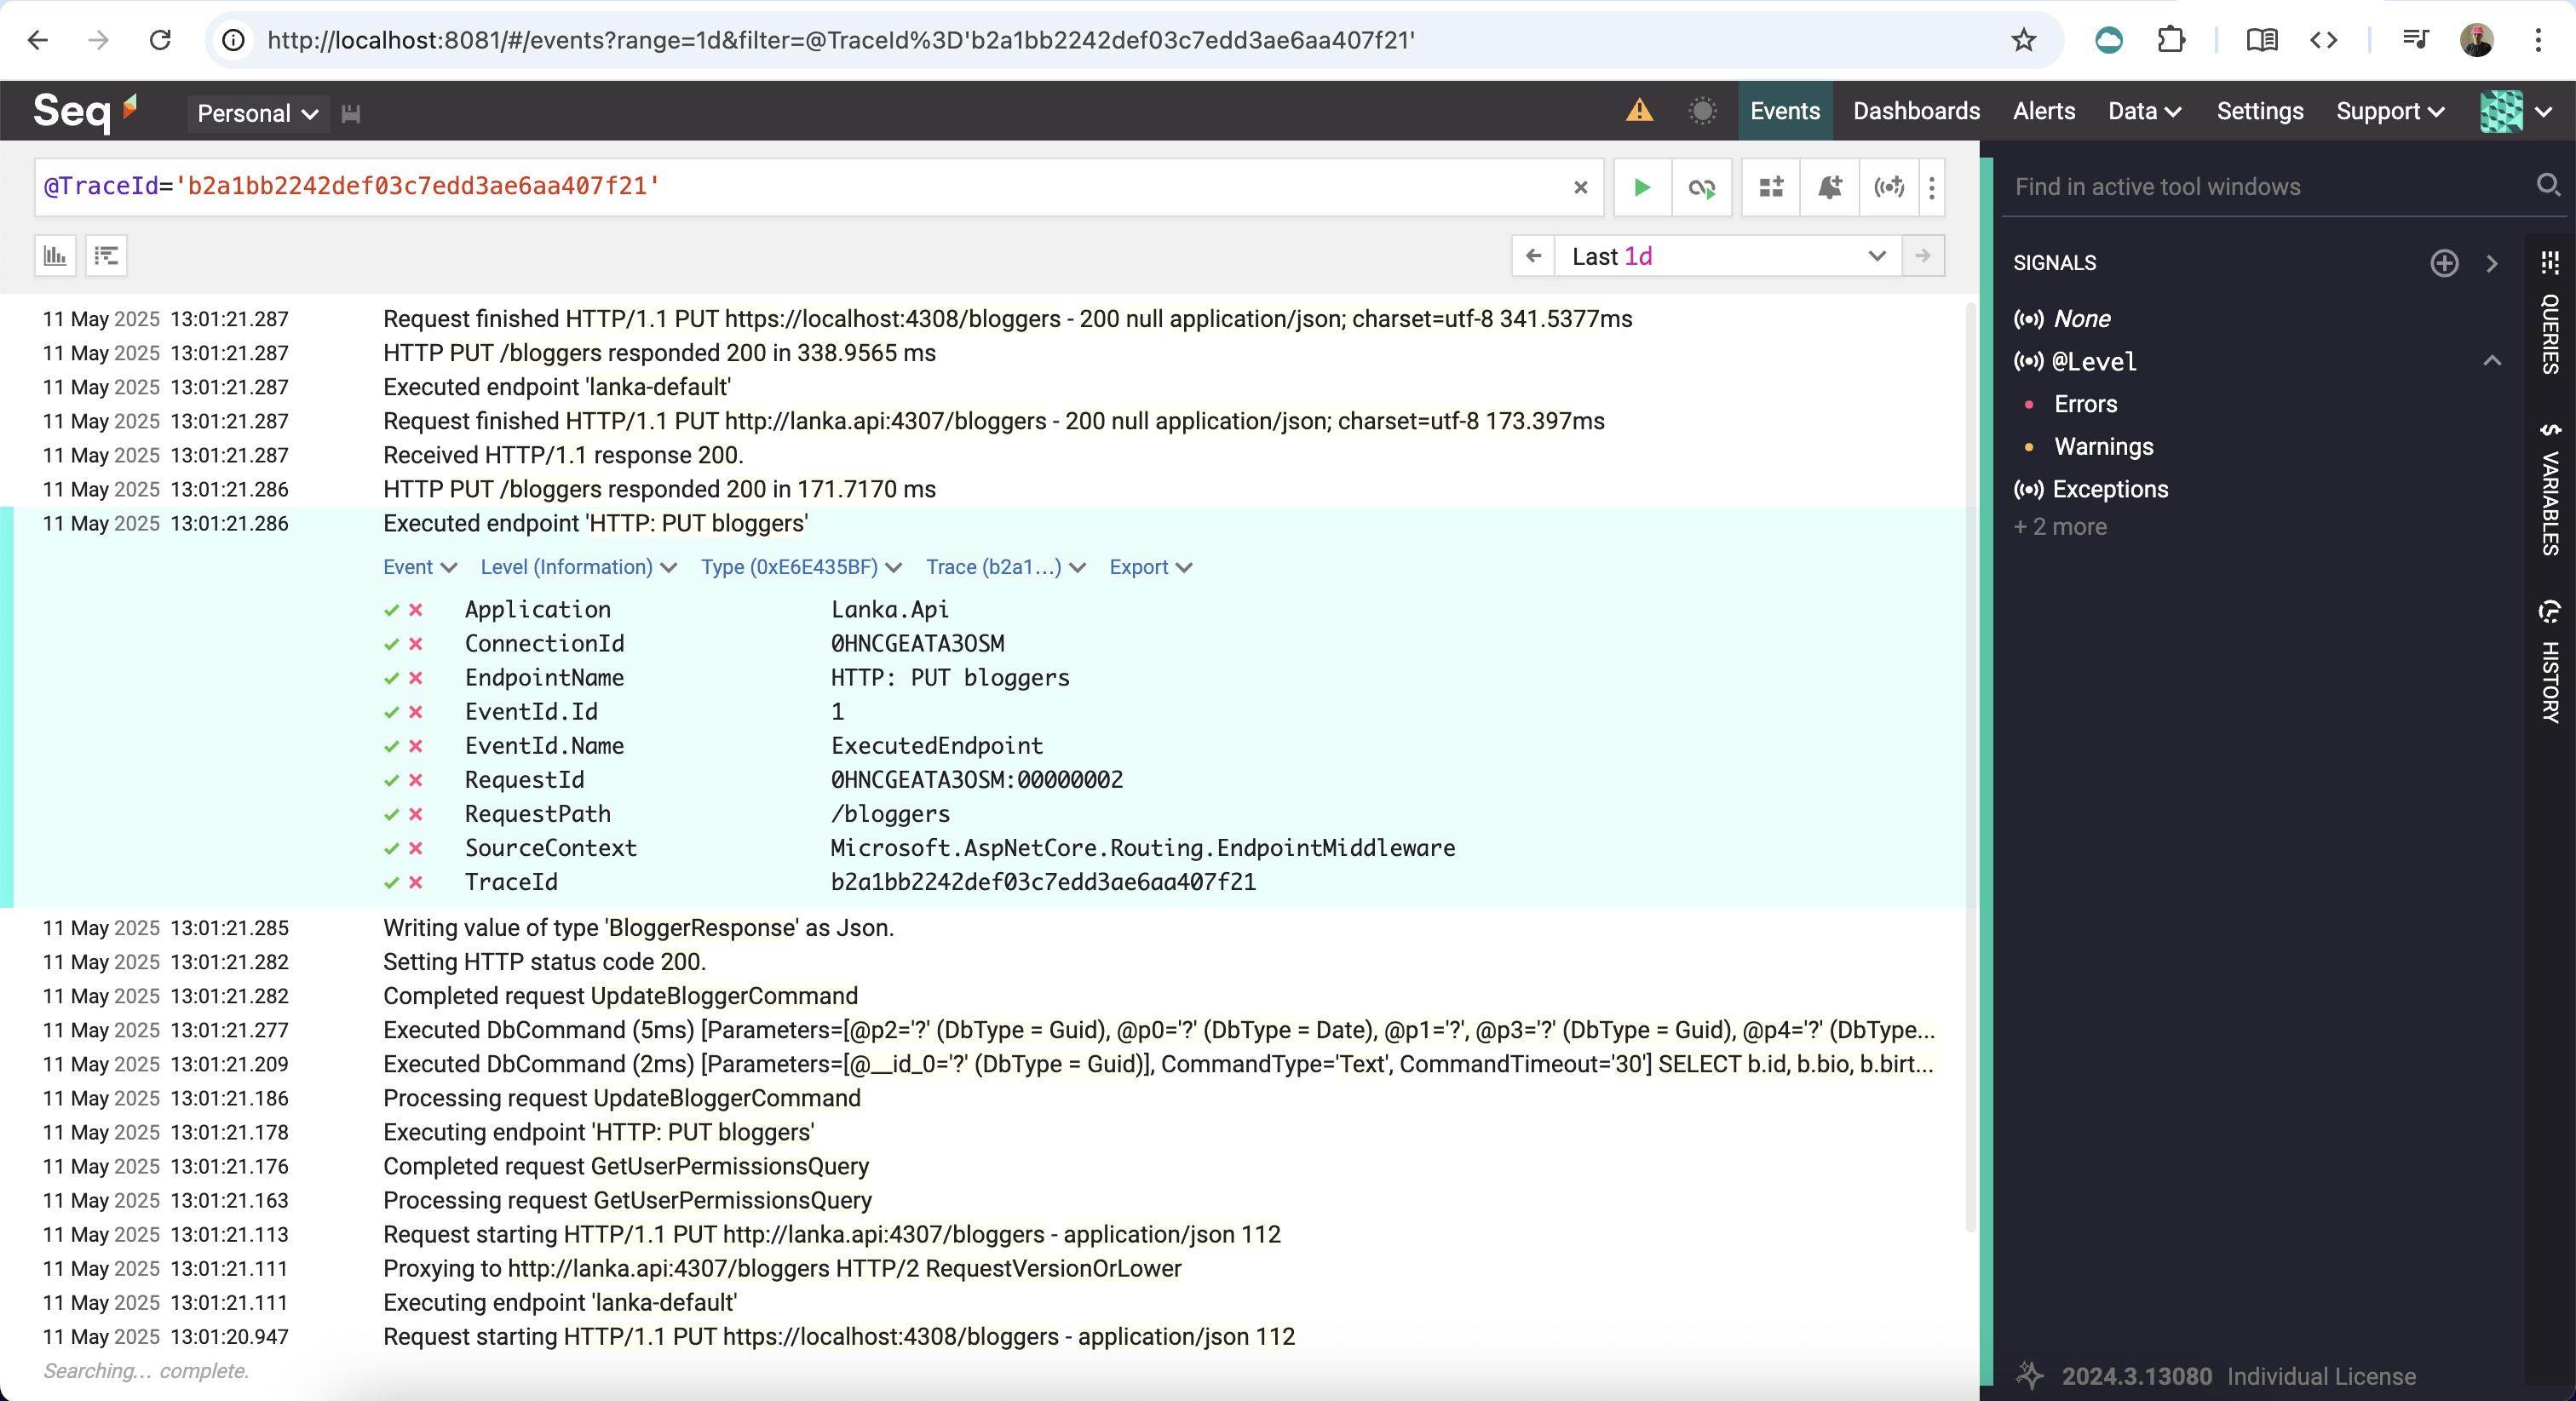 http://localhost:8081/#/events?range=1d&filter=@TraceId%3D'b2a1bb2242def03c7edd3ae6aa407f21'
Seq Personal Events Dashboards Alerts Data Settings Support
@TraceId='b2a1bb2242def03c7edd3ae6aa407f21'
Last 1d
11 May 2025 13:01:21.287 Request finished HTTP/1.1 PUT https://localhost:4308/bloggers - 200 null application/json; charset=utf-8 341.5377ms
11 May 2025 13:01:21.287 HTTP PUT /bloggers responded 200 in 338.9565 ms
11 May 2025 13:01:21.287 Executed endpoint 'lanka-default'
11 May 2025 13:01:21.287 Request finished HTTP/1.1 PUT http://lanka.api:4307/bloggers - 200 null application/json; charset=utf-8 173.397ms
11 May 2025 13:01:21.287 Received HTTP/1.1 response 200.
11 May 2025 13:01:21.286 HTTP PUT /bloggers responded 200 in 171.7170 ms
11 May 2025 13:01:21.286 Executed endpoint 'HTTP: PUT bloggers'
Event Level (Information) Type (0xE6E435BF) Trace (b2a1...) Export
Application Lanka.Api
ConnectionId 0HNCGEATA3OSM
EndpointName HTTP: PUT bloggers
EventId.Id 1
EventId.Name ExecutedEndpoint
RequestId 0HNCGEATA3OSM:00000002
RequestPath /bloggers
SourceContext Microsoft.AspNetCore.Routing.EndpointMiddleware
TraceId b2a1bb2242def03c7edd3ae6aa407f21
11 May 2025 13:01:21.285 Writing value of type 'BloggerResponse' as Json.
11 May 2025 13:01:21.282 Setting HTTP status code 200.
11 May 2025 13:01:21.282 Completed request UpdateBloggerCommand
11 May 2025 13:01:21.277 Executed DbCommand (5ms) [Parameters=[@p2='?' (DbType = Guid), @p0='?' (DbType = Date), @p1='?', @p3='?' (DbType = Guid), @p4='?' (DbType...
11 May 2025 13:01:21.209 Executed DbCommand (2ms) [Parameters=[@__id_0='?' (DbType = Guid)], CommandType='Text', CommandTimeout='30'] SELECT b.id, b.bio, b.birt...
11 May 2025 13:01:21.186 Processing request UpdateBloggerCommand
11 May 2025 13:01:21.178 Executing endpoint 'HTTP: PUT bloggers'
11 May 2025 13:01:21.176 Completed request GetUserPermissionsQuery
11 May 2025 13:01:21.163 Processing request GetUserPermissionsQuery
11 May 2025 13:01:21.113 Request starting HTTP/1.1 PUT http://lanka.api:4307/bloggers - application/json 112
11 May 2025 13:01:21.111 Proxying to http://lanka.api:4307/bloggers HTTP/2 RequestVersionOrLower
11 May 2025 13:01:21.111 Executing endpoint 'lanka-default'
11 May 2025 13:01:20.947 Request starting HTTP/1.1 PUT https://localhost:4308/bloggers - application/json 112
Searching... complete.
Find in active tool windows
SIGNALS
None
@Level
Errors
Warnings
Exceptions
+ 2 more
QUERIES
$ VARIABLES
HISTORY
2024.3.13080 Individual License